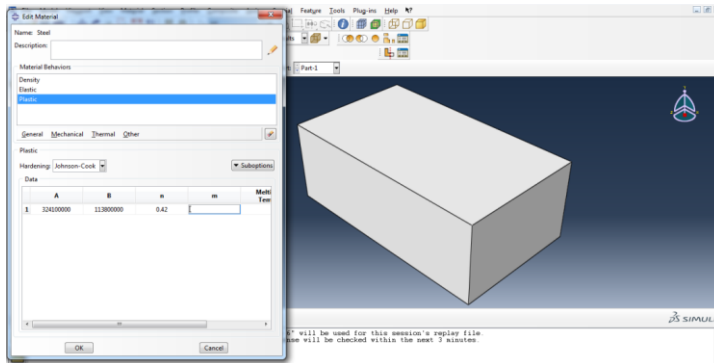 Edit Material
Feature Tools Plug-ins Help
Name: Steel
Description:
Material Behaviors
Density
Elastic
Plastic
General Mechanical Thermal Other
Plastic
Hardening: Johnson-Cook
Suboptions
Data
A B n m Melti
Tem
1 324100000 113800000 0.42
OK Cancel
Part-1
SIMUL
6" will be used for this session's replay file.
nse will be checked within the next 3 minutes